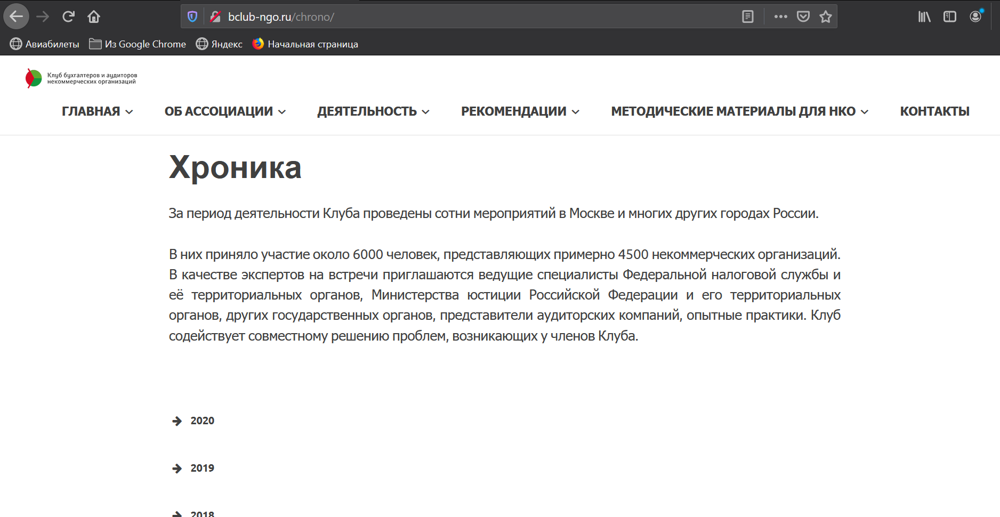 bclub-ngo.ru/chrono/
Авиабилеты Из Google Chrome Яндекс Начальная страница
Клуб бухгалтеров и аудиторов
некоммерческих организаций
ГЛАВНАЯ ОБ АССОЦИАЦИИ ДЕЯТЕЛЬНОСТЬ РЕКОМЕНДАЦИИ МЕТОДИЧЕСКИЕ МАТЕРИАЛЫ ДЛЯ НКО КОНТАКТЫ
Хроника
За период деятельности Клуба проведены сотни мероприятий в Москве и многих других городах России.
В них приняло участие около 6000 человек, представляющих примерно 4500 некоммерческих организаций.
В качестве экспертов на встречи приглашаются ведущие специалисты Федеральной налоговой службы и
её территориальных органов, Министерства юстиции Российской Федерации и его территориальных
органов, других государственных органов, представители аудиторских компаний, опытные практики. Клуб
содействует совместному решению проблем, возникающих у членов Клуба.
2020
2019
2018